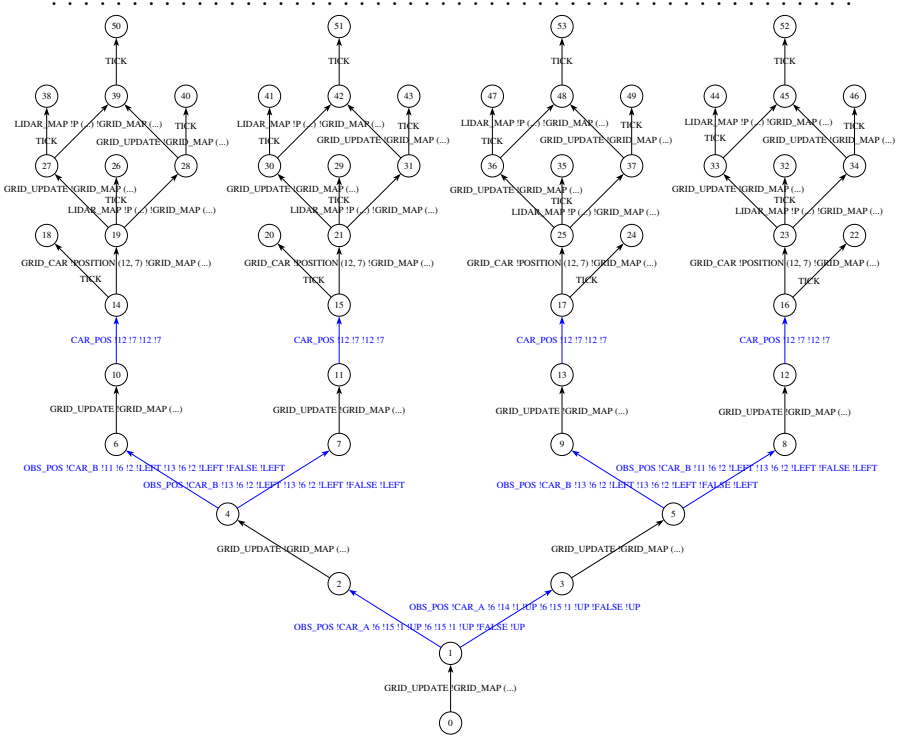 50 51 53 52
TICK TICK TICK TICK
38 39 40 41 42 43 47 48 49 44 45 46
LIDAR_MAP !P (...) !GRID_MAP (...) LIDAR_MAP !P (...) !GRID_MAP (...) LIDAR_MAP !P (...) !GRID_MAP (...) LIDAR_MAP !P (...) !GRID_MAP (...)
TICK TICK TICK TICK TICK TICK TICK TICK
GRID_UPDATE !GRID_MAP (...) GRID_UPDATE !GRID_MAP (...) GRID_UPDATE !GRID_MAP (...) GRID_UPDATE !GRID_MAP (...)
27 26 28 30 29 31 36 35 37 33 32 34
GRID_UPDATE !GRID_MAP (...) GRID_UPDATE !GRID_MAP (...) GRID_UPDATE !GRID_MAP (...) GRID_UPDATE !GRID_MAP (...)
TICK TICK TICK TICK
LIDAR_MAP !P (...) !GRID_MAP (...) LIDAR_MAP !P (...) !GRID_MAP (...) LIDAR_MAP !P (...) !GRID_MAP (...) LIDAR_MAP !P (...) !GRID_MAP (...)
18 19 20 21 25 24 23 22
GRID_CAR !POSITION (12, 7) !GRID_MAP (...) GRID_CAR !POSITION (12, 7) !GRID_MAP (...) GRID_CAR !POSITION (12, 7) !GRID_MAP (...) GRID_CAR !POSITION (12, 7) !GRID_MAP (...)
TICK TICK TICK TICK
14 15 17 16
CAR_POS !12 !7 !12 !7 CAR_POS !12 !7 !12 !7 CAR_POS !12 !7 !12 !7 CAR_POS !12 !7 !12 !7
10 11 13 12
GRID_UPDATE !GRID_MAP (...) GRID_UPDATE !GRID_MAP (...) GRID_UPDATE !GRID_MAP (...) GRID_UPDATE !GRID_MAP (...)
6 7 9 8
OBS_POS !CAR_B !11 !6 !2 !LEFT !13 !6 !2 !LEFT !FALSE !LEFT OBS_POS !CAR_B !11 !6 !2 !LEFT !13 !6 !2 !LEFT !FALSE !LEFT
OBS_POS !CAR_B !13 !6 !2 !LEFT !13 !6 !2 !LEFT !FALSE !LEFT OBS_POS !CAR_B !13 !6 !2 !LEFT !13 !6 !2 !LEFT !FALSE !LEFT
4 5
GRID_UPDATE !GRID_MAP (...) GRID_UPDATE !GRID_MAP (...)
2 3
OBS_POS !CAR_A !6 !14 !1 !UP !6 !15 !1 !UP !FALSE !UP
OBS_POS !CAR_A !6 !15 !1 !UP !6 !15 !1 !UP !FALSE !UP
1
GRID_UPDATE !GRID_MAP (...)
0